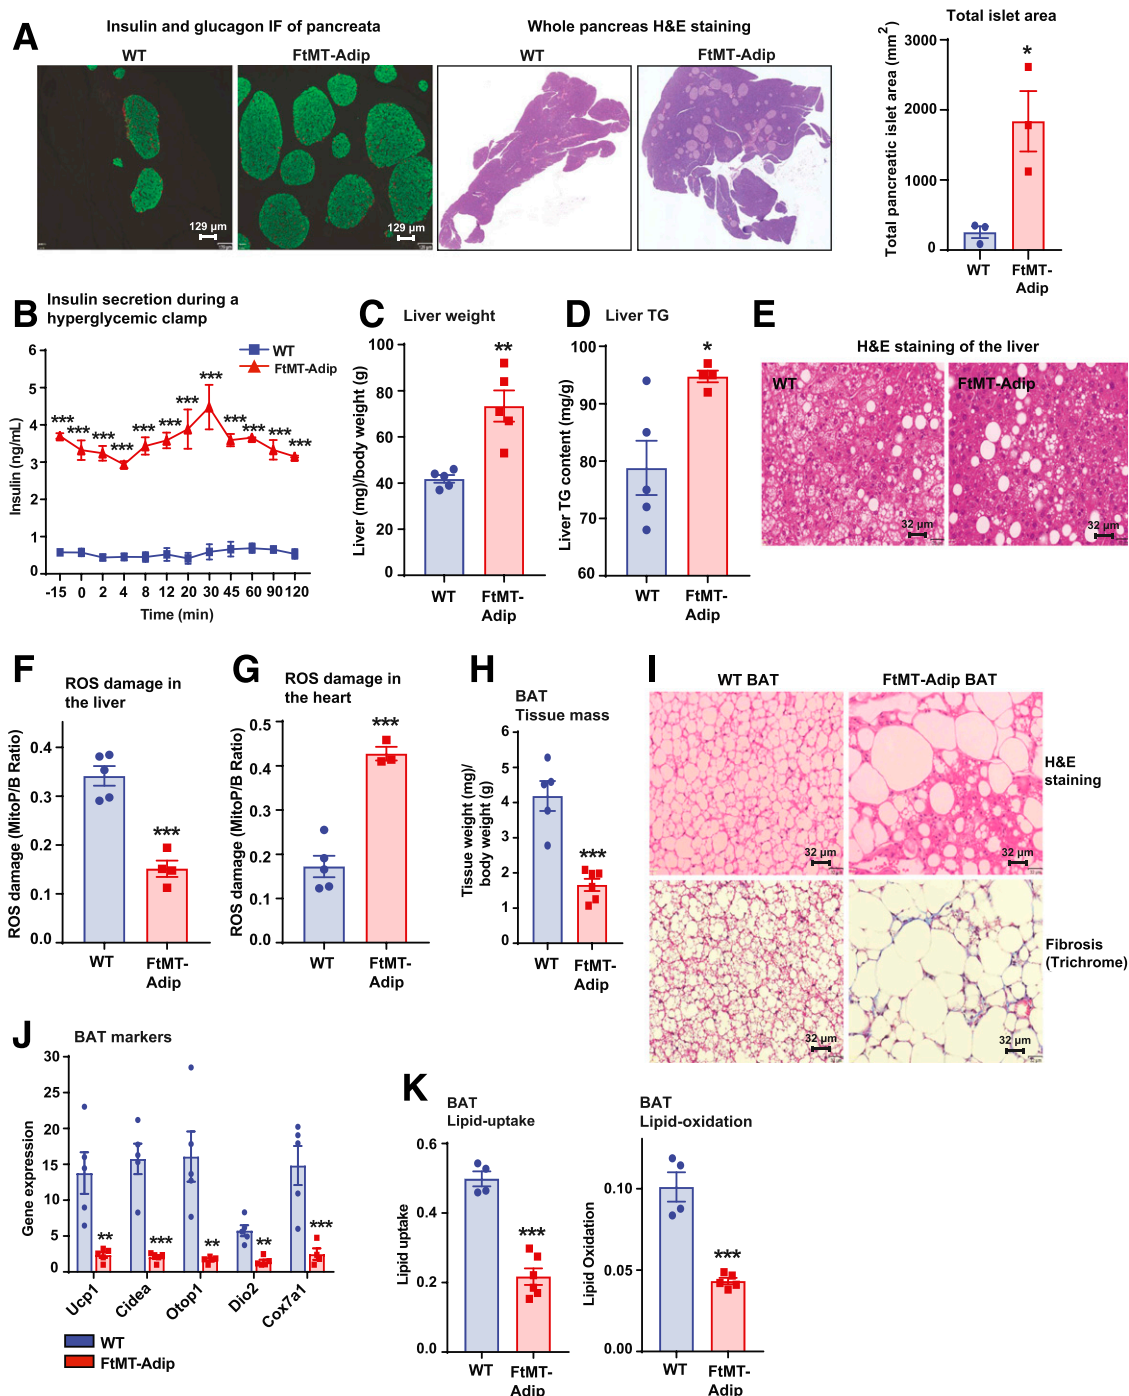 A
Insulin and glucagon IF of pancreata
WT
FtMT-Adip
129 µm
129 µm
Whole pancreas H&E staining
WT
FtMT-Adip
Total islet area
Total pancreatic islet area (mm2)
3000
2000
1000
0
*
WT
FtMT-
Adip
B
Insulin secretion during a
hyperglycemic clamp
WT
FtMT-Adip
Insulin (ng/mL)
6
5
4
3
2
1
0
*** *** *** *** *** *** *** *** *** *** *** ***
-15 0 2 4 8 12 20 30 45 60 90 120
Time (min)
C
Liver weight
Liver (mg)/body weight (g)
100
80
60
40
20
0
**
WT
FtMT-
Adip
D
Liver TG
Liver TG content (mg/g)
100
90
80
70
60
*
WT
FtMT-
Adip
E
H&E staining of the liver
WT
FtMT-Adip
32 µm
32 µm
F
ROS damage in
the liver
ROS damage (MitoP/B Ratio)
0.4
0.3
0.2
0.1
0.0
***
WT
FtMT-
Adip
G
ROS damage in
the heart
ROS damage (MitoP/B Ratio)
0.5
0.4
0.3
0.2
0.1
0.0
***
WT
FtMT-
Adip
H
BAT
Tissue mass
Tissue weight (mg)/
body weight (g)
6
5
4
3
2
1
0
***
WT
FtMT-
Adip
I
WT BAT
FtMT-Adip BAT
H&E
staining
32 µm
32 µm
Fibrosis
(Trichrome)
32 µm
32 µm
J
BAT markers
Gene expression
30
25
20
15
10
5
0
** *** ** ** ***
Ucp1
Cidea
Otop1
Dio2
Cox7a1
WT
FtMT-Adip
K
BAT
Lipid-uptake
Lipid uptake
0.6
0.4
0.2
0.0
***
WT
FtMT-
Adip
BAT
Lipid-oxidation
Lipid Oxidation
0.10
0.05
0.00
***
WT
FtMT-
Adip